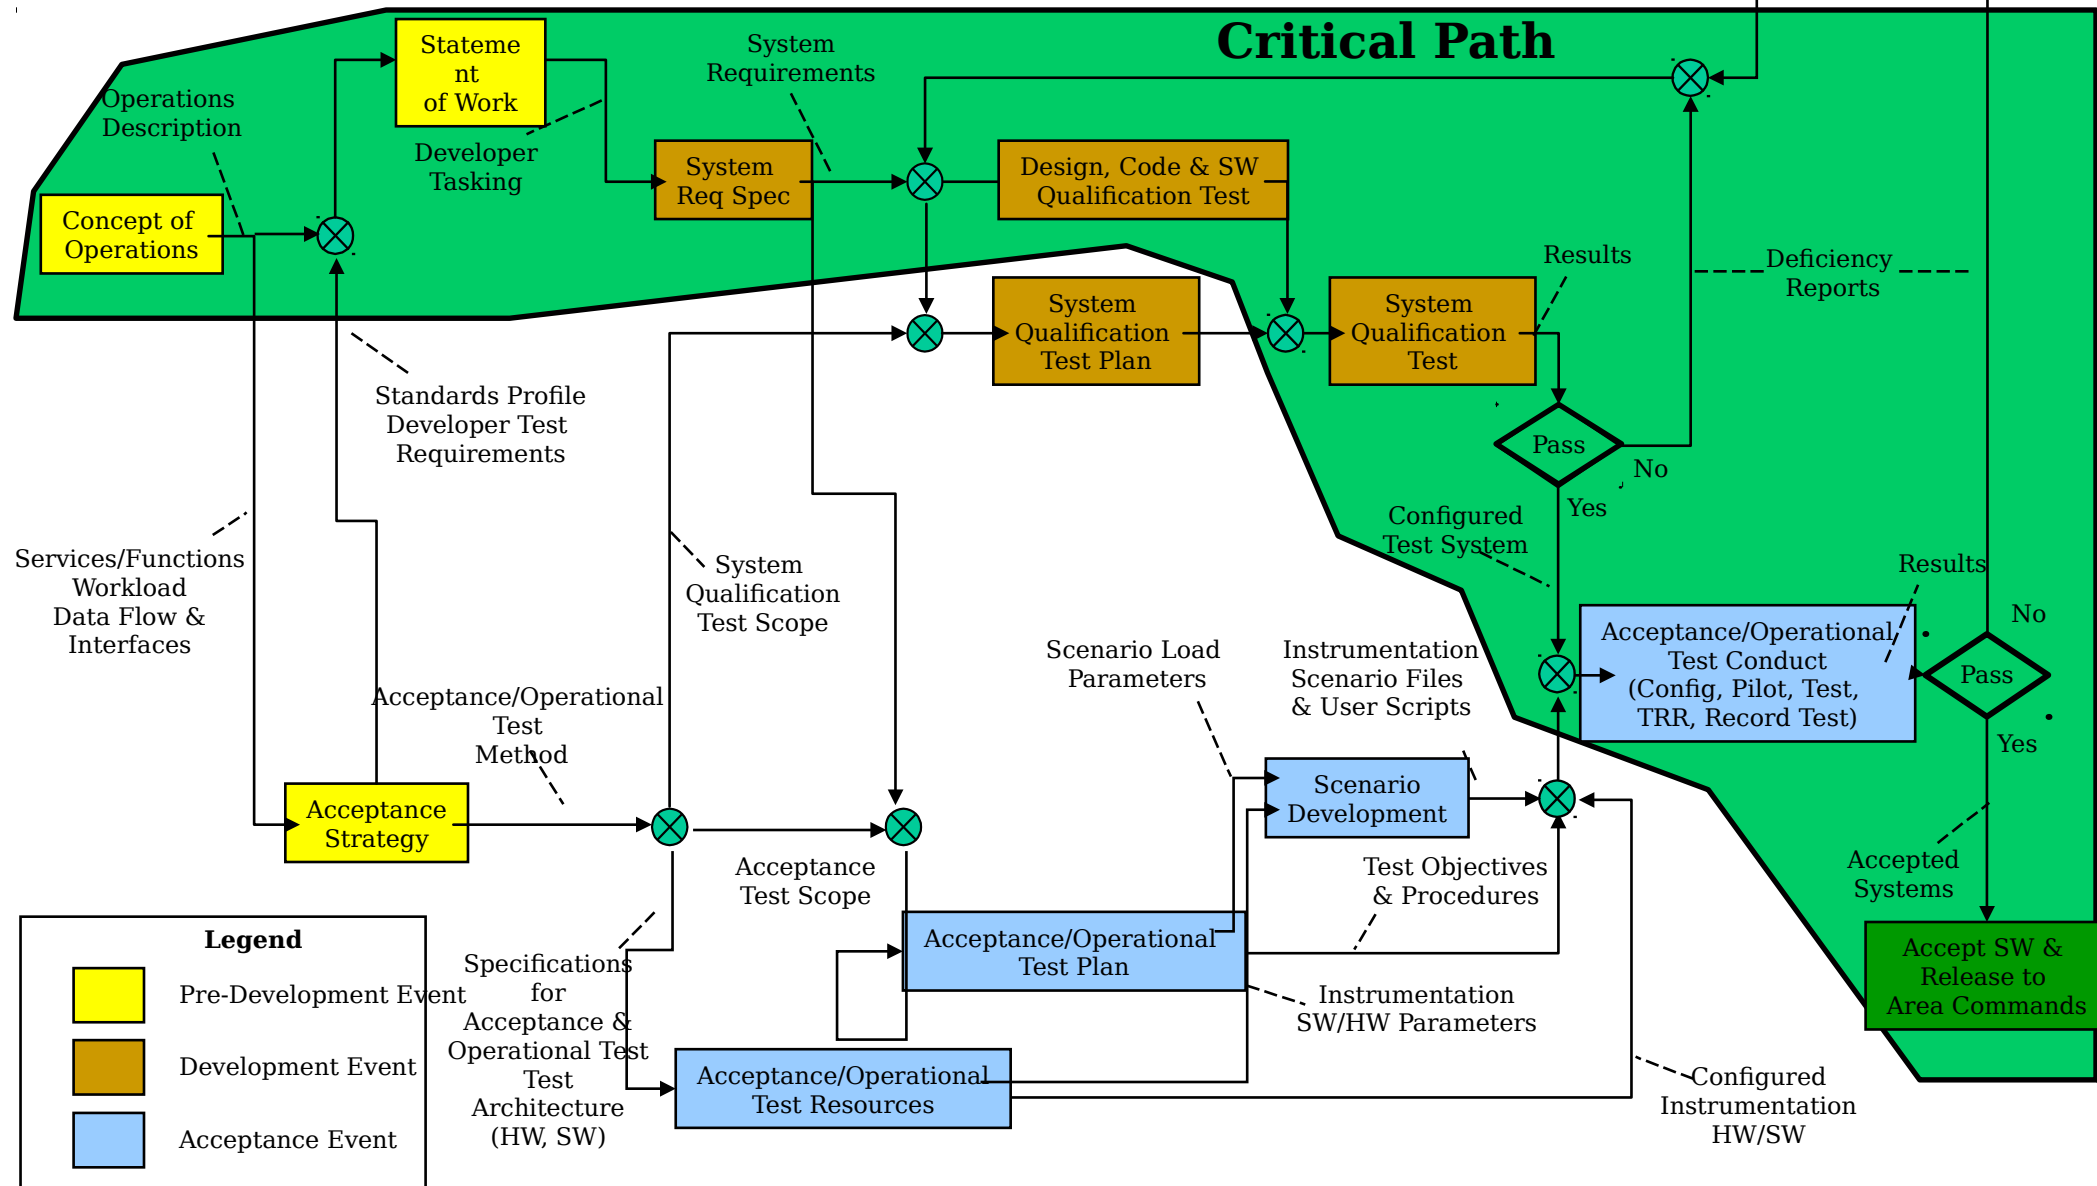 Critical Path
Stateme
nt
of Work
System
Requirements
Operations
Description
Developer
Tasking
System
Req Spec
Design, Code & SW
Qualification Test
Concept of
Operations
Results
Deficiency
Reports
System
Qualification
Test Plan
System
Qualification
Test
Standards Profile
Developer Test
Requirements
Pass
No
Yes
Configured
Test System
Services/Functions
Workload
Data Flow &
Interfaces
System
Qualification
Test Scope
Results
No
Acceptance/Operational
Test Conduct
(Config, Pilot, Test,
TRR, Record Test)
Pass
Yes
Scenario Load
Parameters
Instrumentation
Scenario Files
& User Scripts
Acceptance/Operational
Test
Method
Scenario
Development
Acceptance
Strategy
Acceptance
Test Scope
Test Objectives
& Procedures
Accepted
Systems
Acceptance/Operational
Test Plan
Accept SW &
Release to
Area Commands
Specifications
for
Acceptance &
Operational Test
Test
Architecture
(HW, SW)
Instrumentation
SW/HW Parameters
Acceptance/Operational
Test Resources
Configured
Instrumentation
HW/SW
Legend
Pre-Development Event
Development Event
Acceptance Event